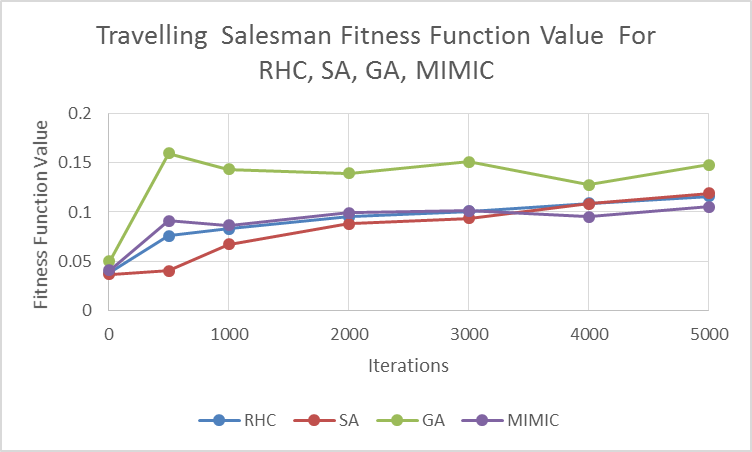 Travelling Salesman Fitness Function Value For
RHC, SA, GA, MIMIC
Fitness Function Value
0.2
0.15
0.1
0.05
0
0 1000 2000 3000 4000 5000
Iterations
RHC SA GA MIMIC